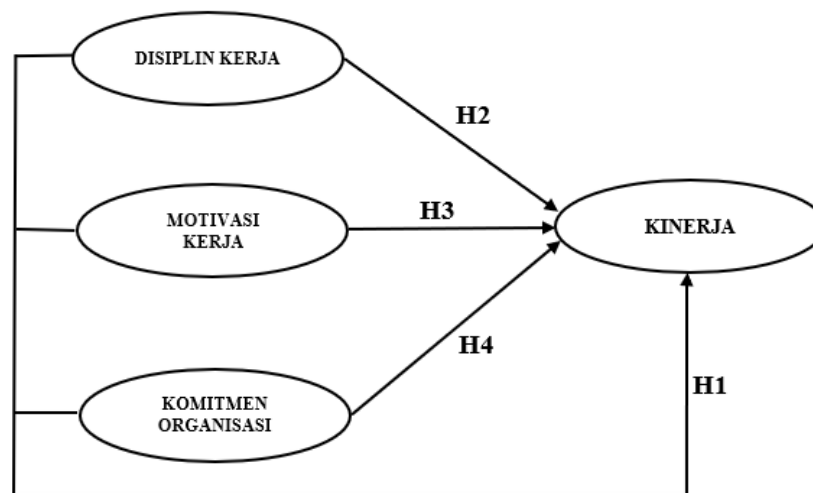 DISIPLIN KERJA
H2
MOTIVASI
KERJA
H3
KINERJA
H4
KOMITMEN
ORGANISASI
H1